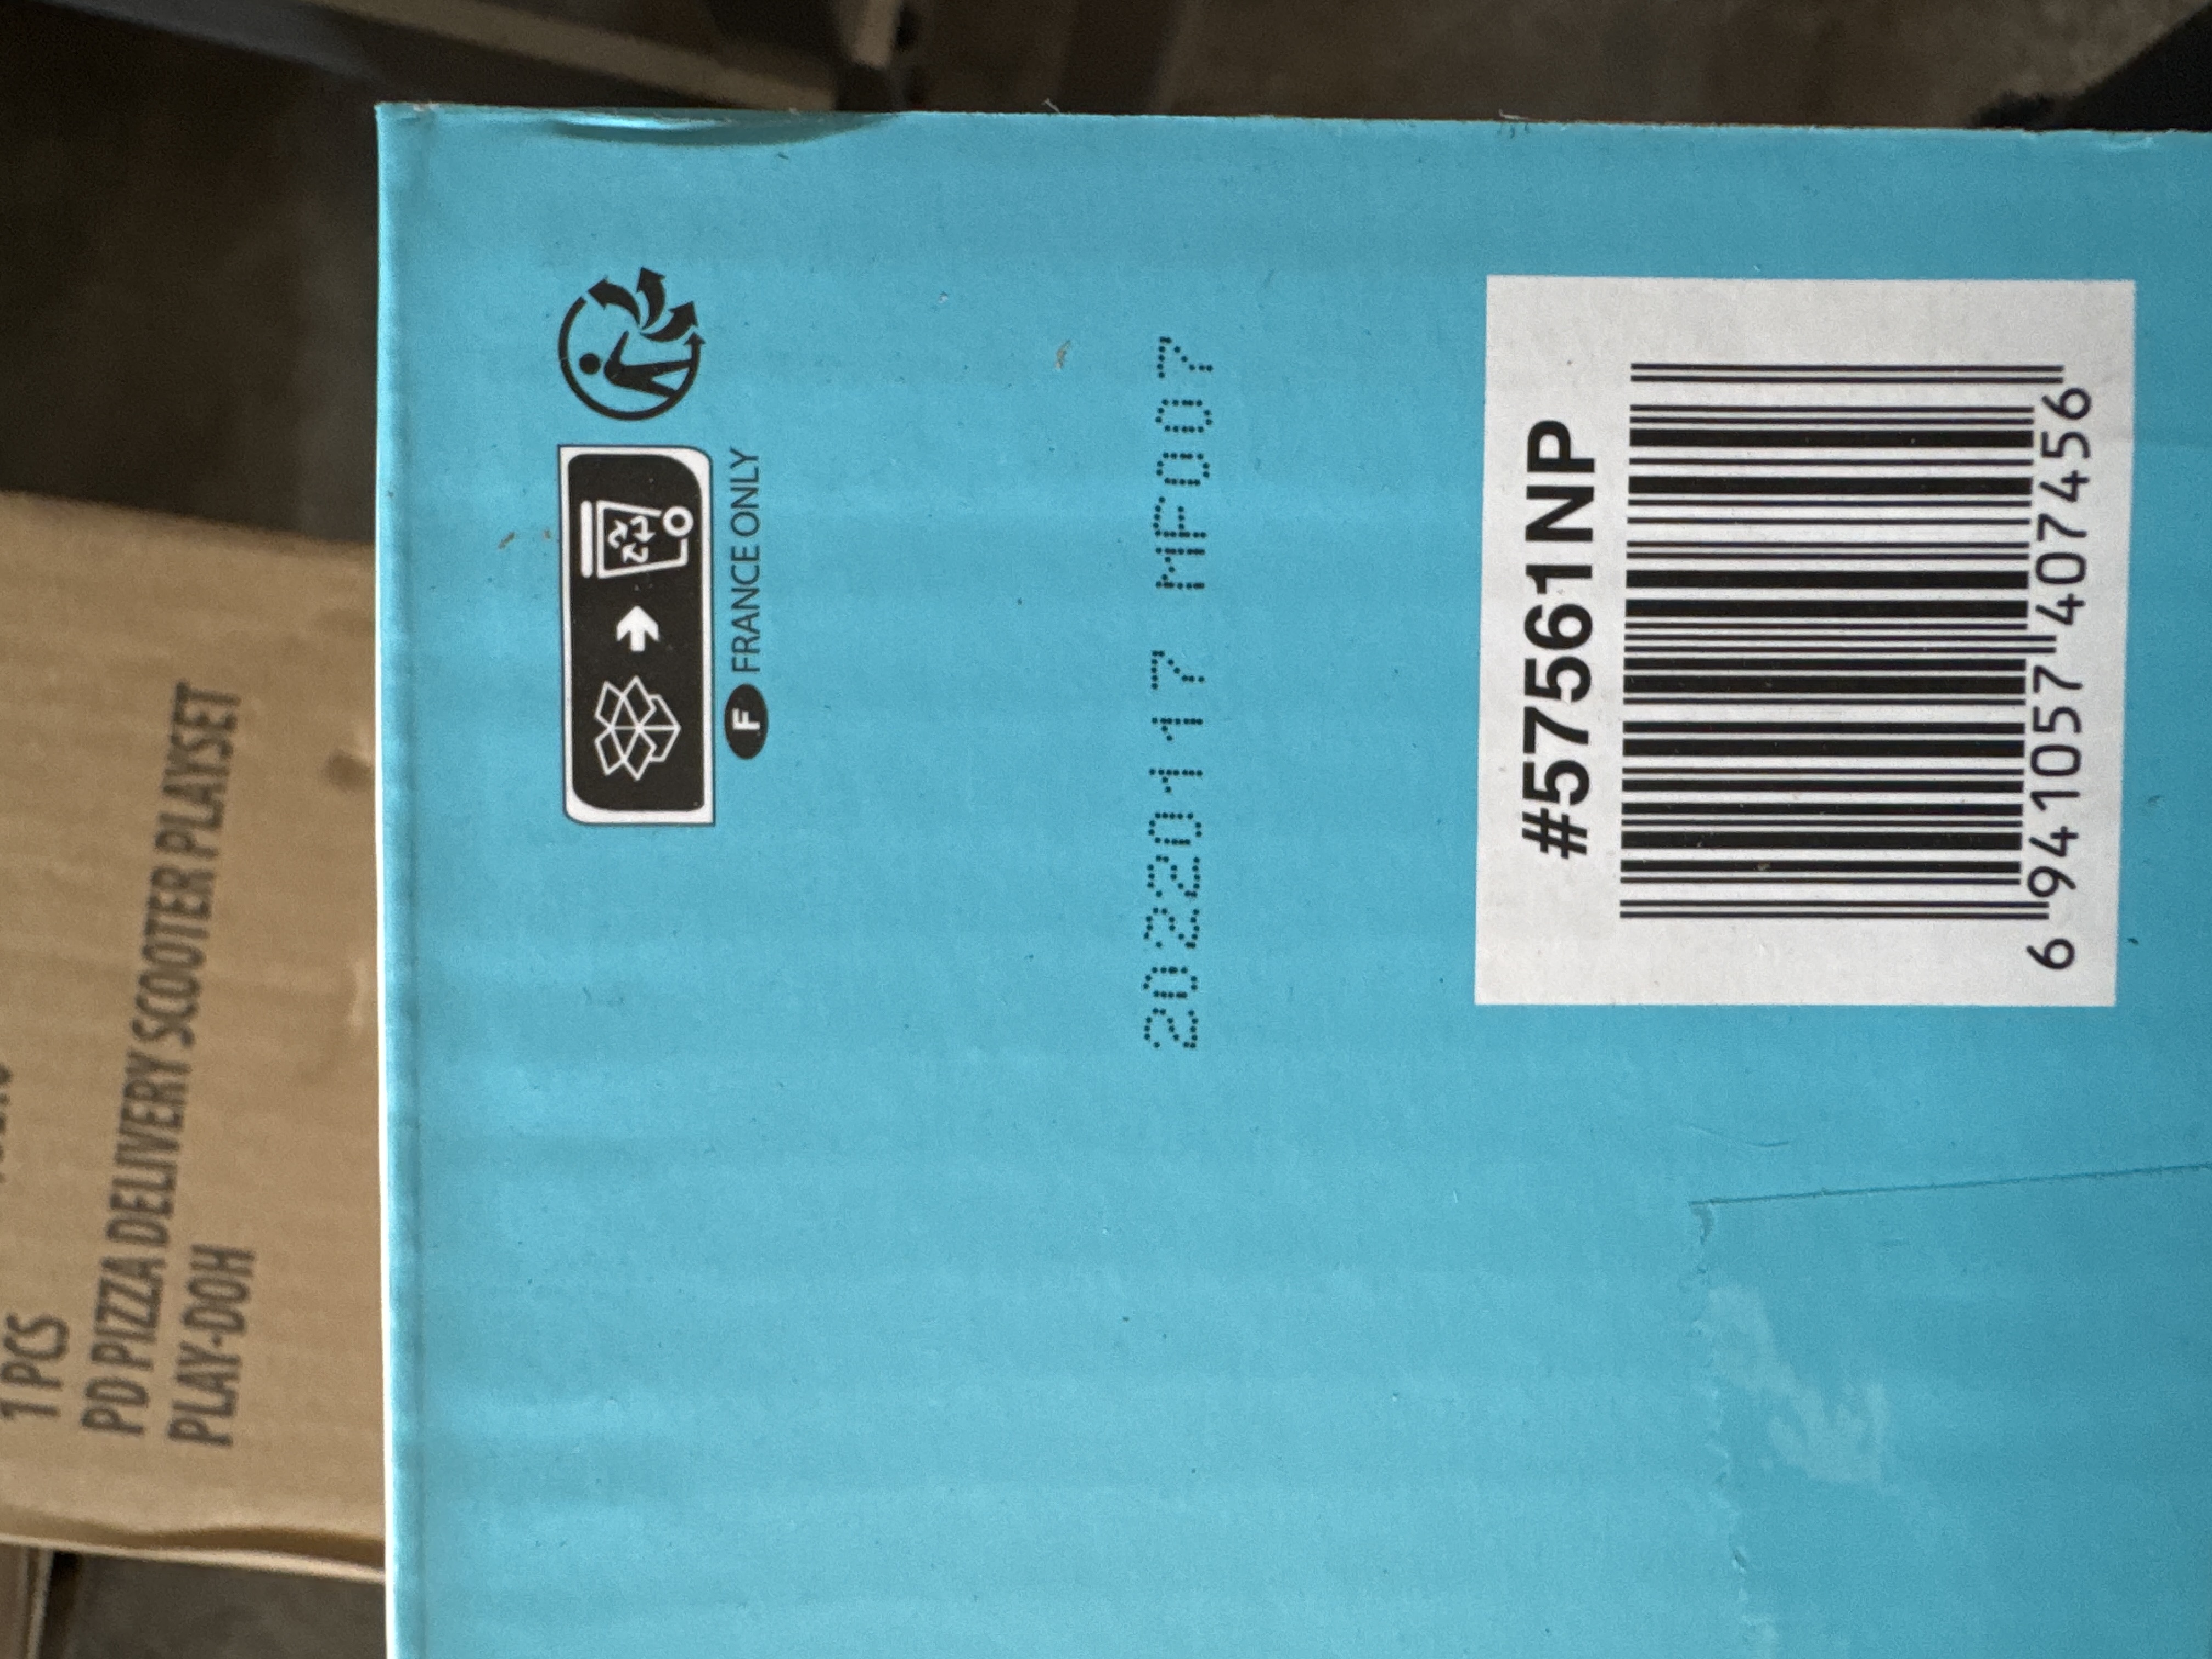 1 PCS
PD PIZZA DELIVERY SCOOTER PLAYSET
PLAY-DOH
F FRANCE ONLY
20220117 MF007
#57561NP
6 941057 407456